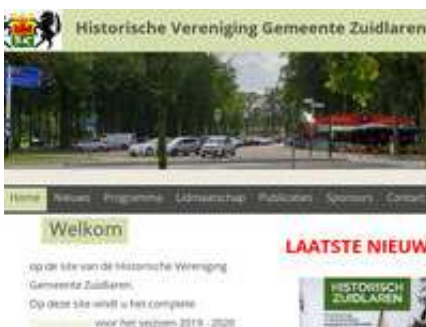 Historische Vereniging Gemeente Zuidlaren
Home Nieuws Programma Lidmaatschap Publicaties Sponsors Contact
Welkom
LAATSTE NIEUW
op de site van de Historische Vereniging
Gemeente Zuidlaren.
Op deze site vindt u het complete
voor het seizoen 2019 - 2020
HISTORISCH
ZUIDLAREN